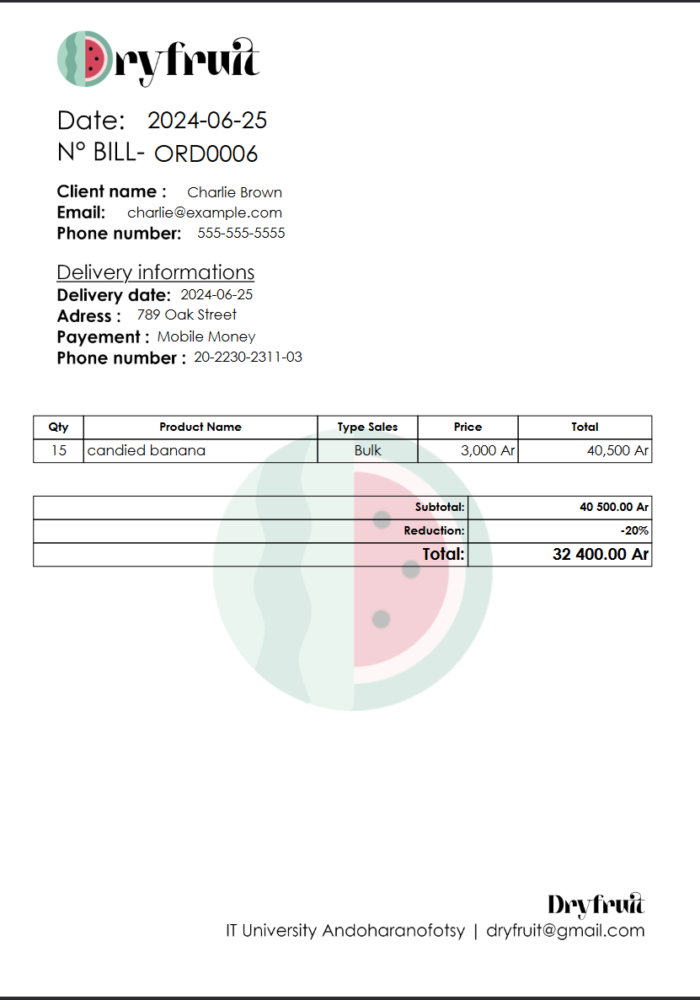 Dryfruit
Date: 2024-06-25
N° BILL- ORD0006
Client name : Charlie Brown
Email: charlie@example.com
Phone number: 555-555-5555
Delivery informations
Delivery date: 2024-06-25
Adress : 789 Oak Street
Payement : Mobile Money
Phone number : 20-2230-2311-03
Qty Product Name Type Sales Price Total
15 candied banana Bulk 3,000 Ar 40,500 Ar
Subtotal: 40 500.00 Ar
Reduction: -20%
Total: 32 400.00 Ar
Dryfruit
IT University Andoharanofotsy | dryfruit@gmail.com